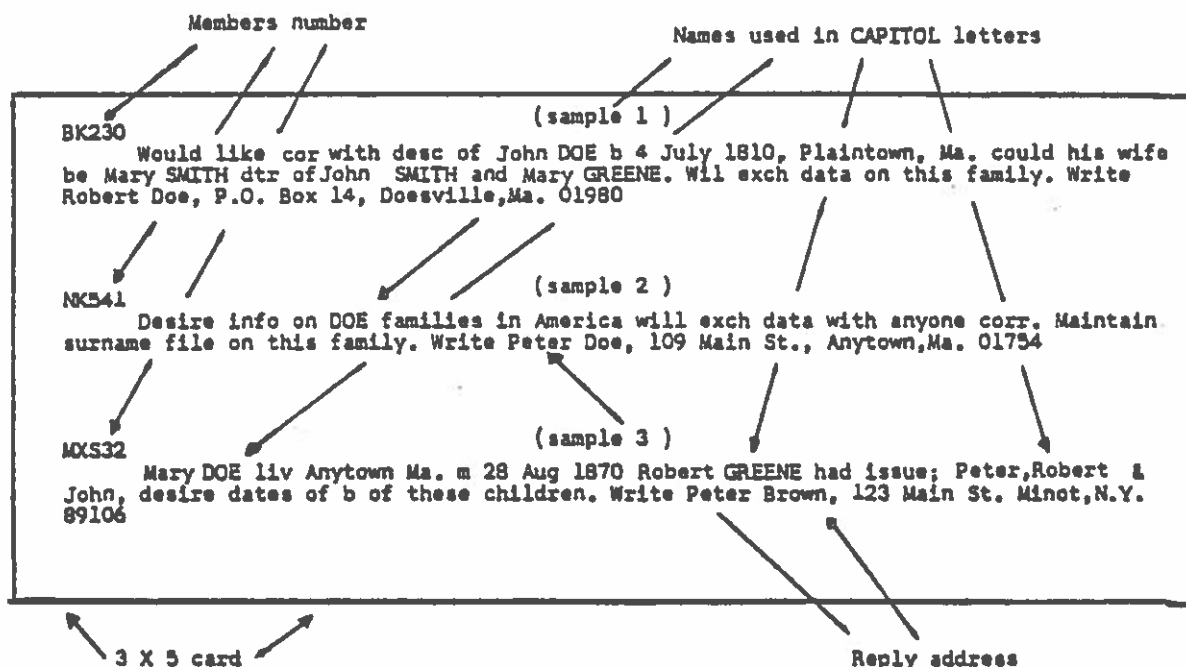 Members number
Names used in CAPITOL letters
(sample 1 )
BK230
Would like cor with desc of John DOE b 4 July 1810, Plaintown, Ma. could his wife
be Mary SMITH dtr of John SMITH and Mary GREENE. Wil exch data on this family. Write
Robert Doe, P.O. Box 14, Doesville,Ma. 01980
(sample 2 )
NK541
Desire info on DOE families in America will exch data with anyone corr. Maintain
surname file on this family. Write Peter Doe, 109 Main St., Anytown,Ma. 01754
(sample 3 )
MXS32
Mary DOE liv Anytown Ma. m 28 Aug 1870 Robert GREENE had issue; Peter,Robert &
John, desire dates of b of these children. Write Peter Brown, 123 Main St. Minot,N.Y.
89106
3 X 5 card
Reply address